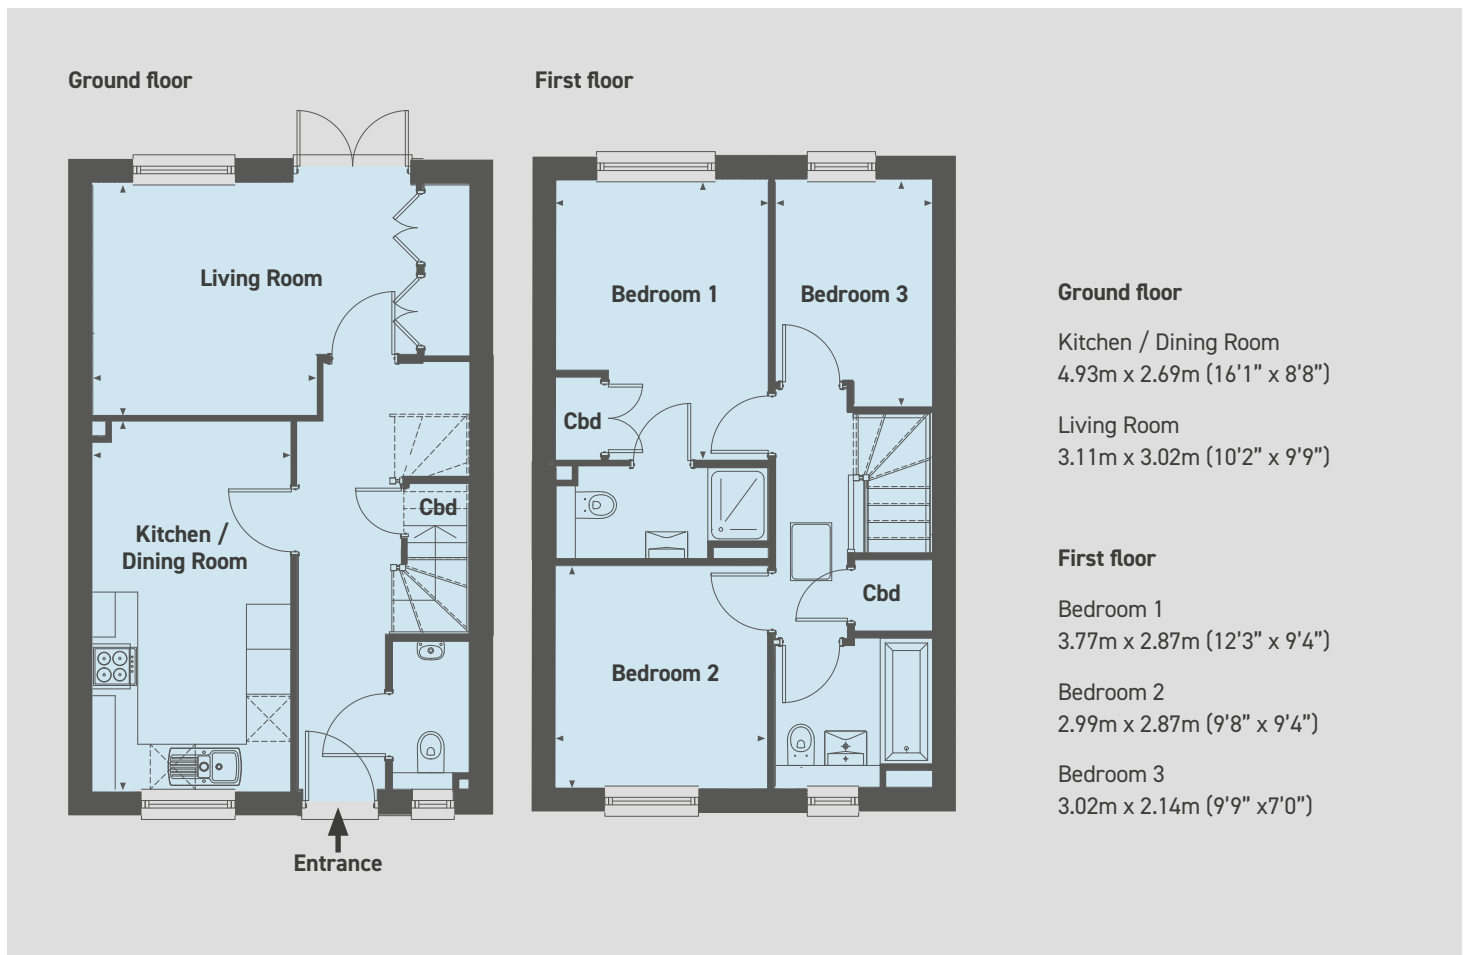 Ground floor
Living Room
Kitchen /
Dining Room
Cbd
Entrance
First floor
Bedroom 1
Bedroom 3
Cbd
Cbd
Bedroom 2
Ground floor
Kitchen / Dining Room
4.93m x 2.69m (16’1” x 8’8”)
Living Room
3.11m x 3.02m (10’2” x 9’9”)
First floor
Bedroom 1
3.77m x 2.87m (12’3” x 9’4”)
Bedroom 2
2.99m x 2.87m (9’8” x 9’4”)
Bedroom 3
3.02m x 2.14m (9’9” x7’0”)